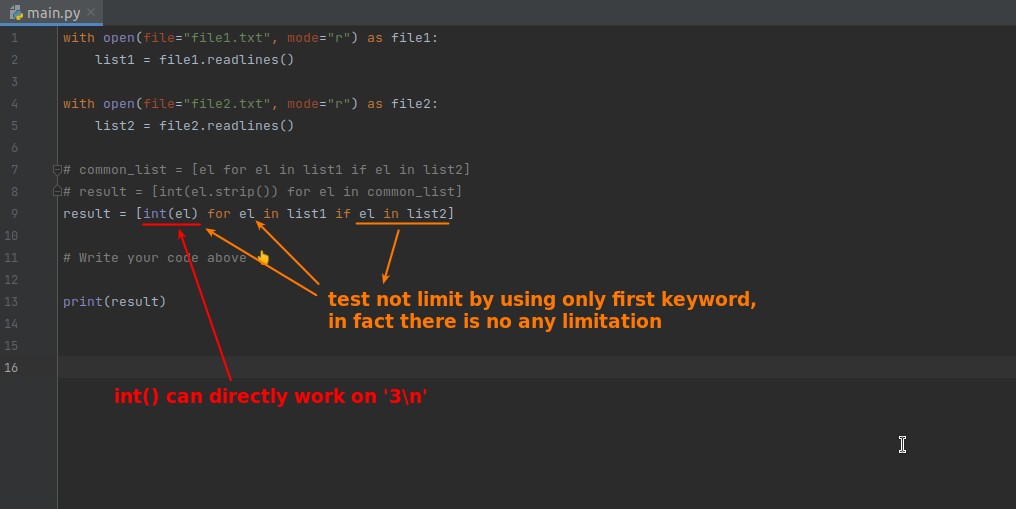 main.py
1 with open(file="file1.txt", mode="r") as file1:
2     list1 = file1.readlines()
3
4 with open(file="file2.txt", mode="r") as file2:
5     list2 = file2.readlines()
6
7 # common_list = [el for el in list1 if el in list2]
8 # result = [int(el.strip()) for el in common_list]
9 result = [int(el) for el in list1 if el in list2]
10
11 # Write your code above 👆
12
test not limit by using only first keyword,
13 print(result)
in fact there is no any limitation
14
15
16
int() can directly work on '3\n'